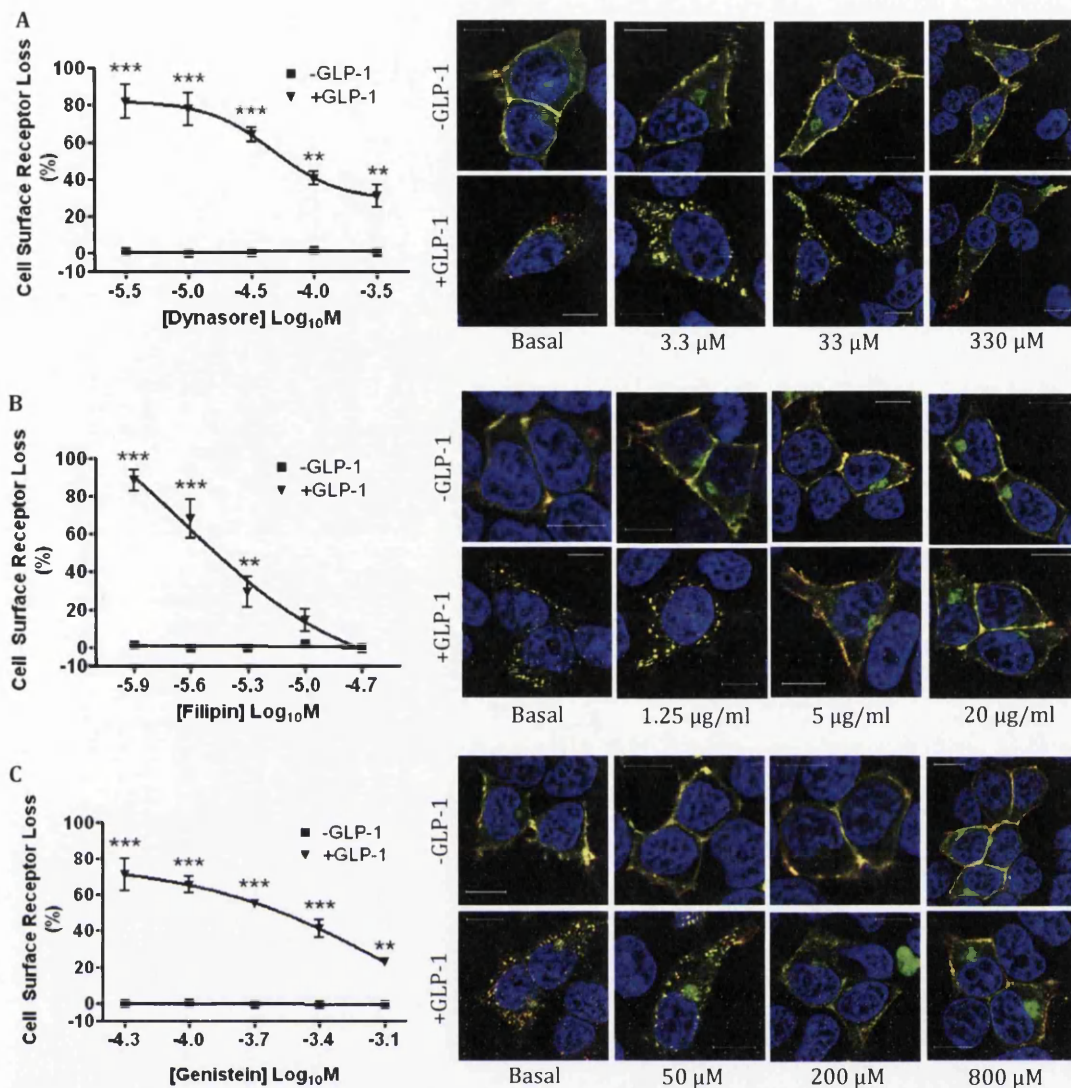 A
Cell Surface Receptor Loss
(%)
100
80
60
40
20
0
-10
***
***
***
**
**
-GLP-1
+GLP-1
-5.5 -5.0 -4.5 -4.0 -3.5
[Dynasore] Log10M
-GLP-1
+GLP-1
Basal 3.3 µM 33 µM 330 µM
B
Cell Surface Receptor Loss
(%)
100
80
60
40
20
0
-10
***
***
**
-GLP-1
+GLP-1
-5.9 -5.6 -5.3 -5.0 -4.7
[Filipin] Log10M
-GLP-1
+GLP-1
Basal 1.25 µg/ml 5 µg/ml 20 µg/ml
C
Cell Surface Receptor Loss
(%)
100
80
60
40
20
0
-10
***
***
***
***
**
-GLP-1
+GLP-1
-4.3 -4.0 -3.7 -3.4 -3.1
[Genistein] Log10M
-GLP-1
+GLP-1
Basal 50 µM 200 µM 800 µM